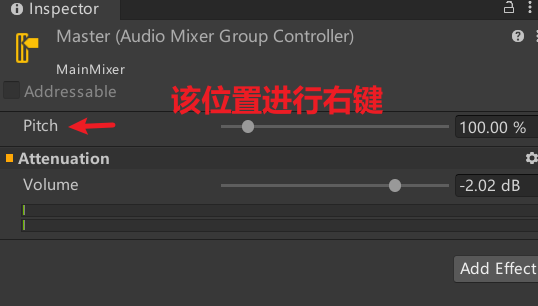 Inspector
Master (Audio Mixer Group Controller)
MainMixer
Addressable
该位置进行右键
Pitch
100.00 %
Attenuation
Volume
-2.02 dB
Add Effect